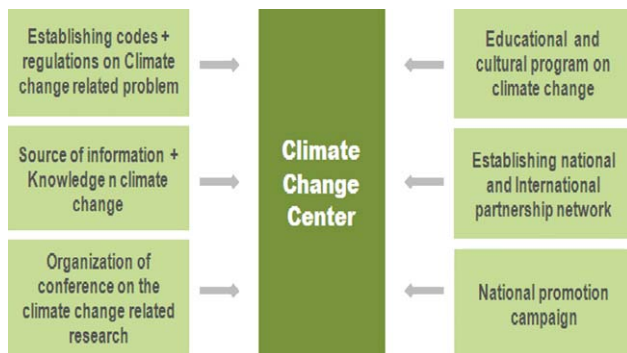 Establishing codes +
regulations on Climate
change related problem
Source of information +
Knowledge n climate
change
Organization of
conference on the
climate change related
research
Climate
Change
Center
Educational and
cultural program on
climate change
Establishing national
and International
partnership network
National promotion
campaign